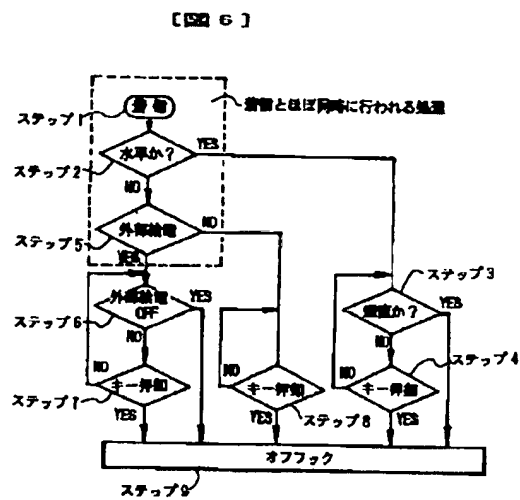 [図6]
着信
着信とほぼ同時に行われる処理
ステップ1
水平か?
YES
ステップ2
NO
外部給電
NO
ステップ5
YES
ステップ3
外部給電
OFF
YES
垂直か?
YES
ステップ6
NO
NO
ステップ4
NO
キー押卸
NO
キー押卸
NO
キー押卸
ステップ7
YES
YES
ステップ8
YES
オフフック
ステップ9